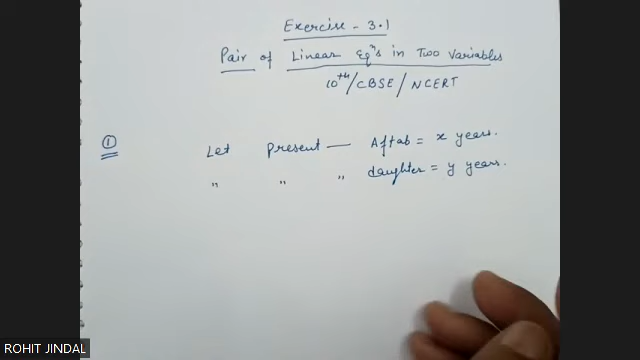 Exercise - 3.1
Pair of Linear Eqⁿs in Two Variables
10th/CBSE/NCERT
① Let Present — Aftab = x years.
" " " daughter = y years.
ROHIT JINDAL